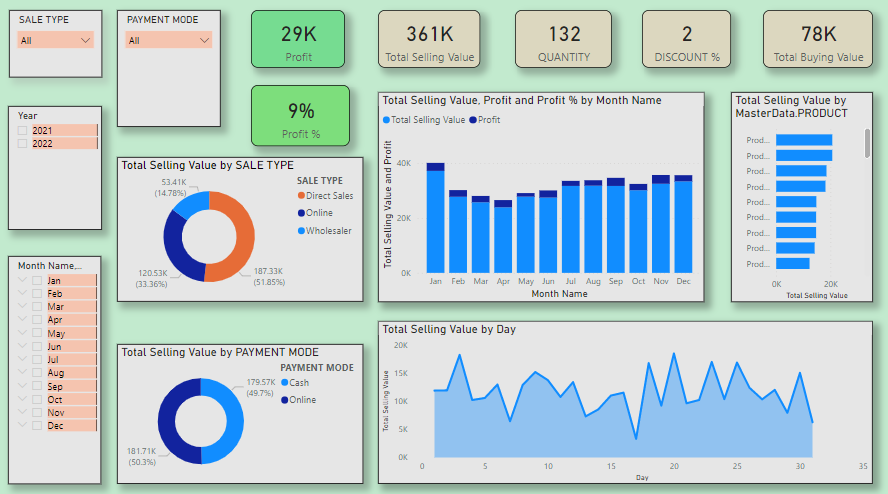 SALE TYPE
All
PAYMENT MODE
All
29K
Profit
361K
Total Selling Value
132
QUANTITY
2
DISCOUNT %
78K
Total Buying Value
9%
Profit %
Year
2021
2022
Month Name,...
Jan
Feb
Mar
Apr
May
Jun
Jul
Aug
Sep
Oct
Nov
Dec
Total Selling Value by SALE TYPE
53.41K
(14.78%)
120.53K
(33.36%)
187.33K
(51.85%)
SALE TYPE
Direct Sales
Online
Wholesaler
Total Selling Value by PAYMENT MODE
PAYMENT MODE
Cash
Online
179.57K
(49.7%)
181.71K
(50.3%)
Total Selling Value, Profit and Profit % by Month Name
Total Selling Value Profit
Total Selling Value and Profit
40K
20K
0K
Jan Feb Mar Apr May Jun Jul Aug Sep Oct Nov Dec
Month Name
Total Selling Value by
MasterData.PRODUCT
Prod...
Prod...
Prod...
Prod...
Prod...
Prod...
Prod...
Prod...
Prod...
0K 20K
Total Selling Value
Total Selling Value by Day
Total Selling Value
20K
15K
10K
5K
0K
0 5 10 15 20 25 30 35
Day